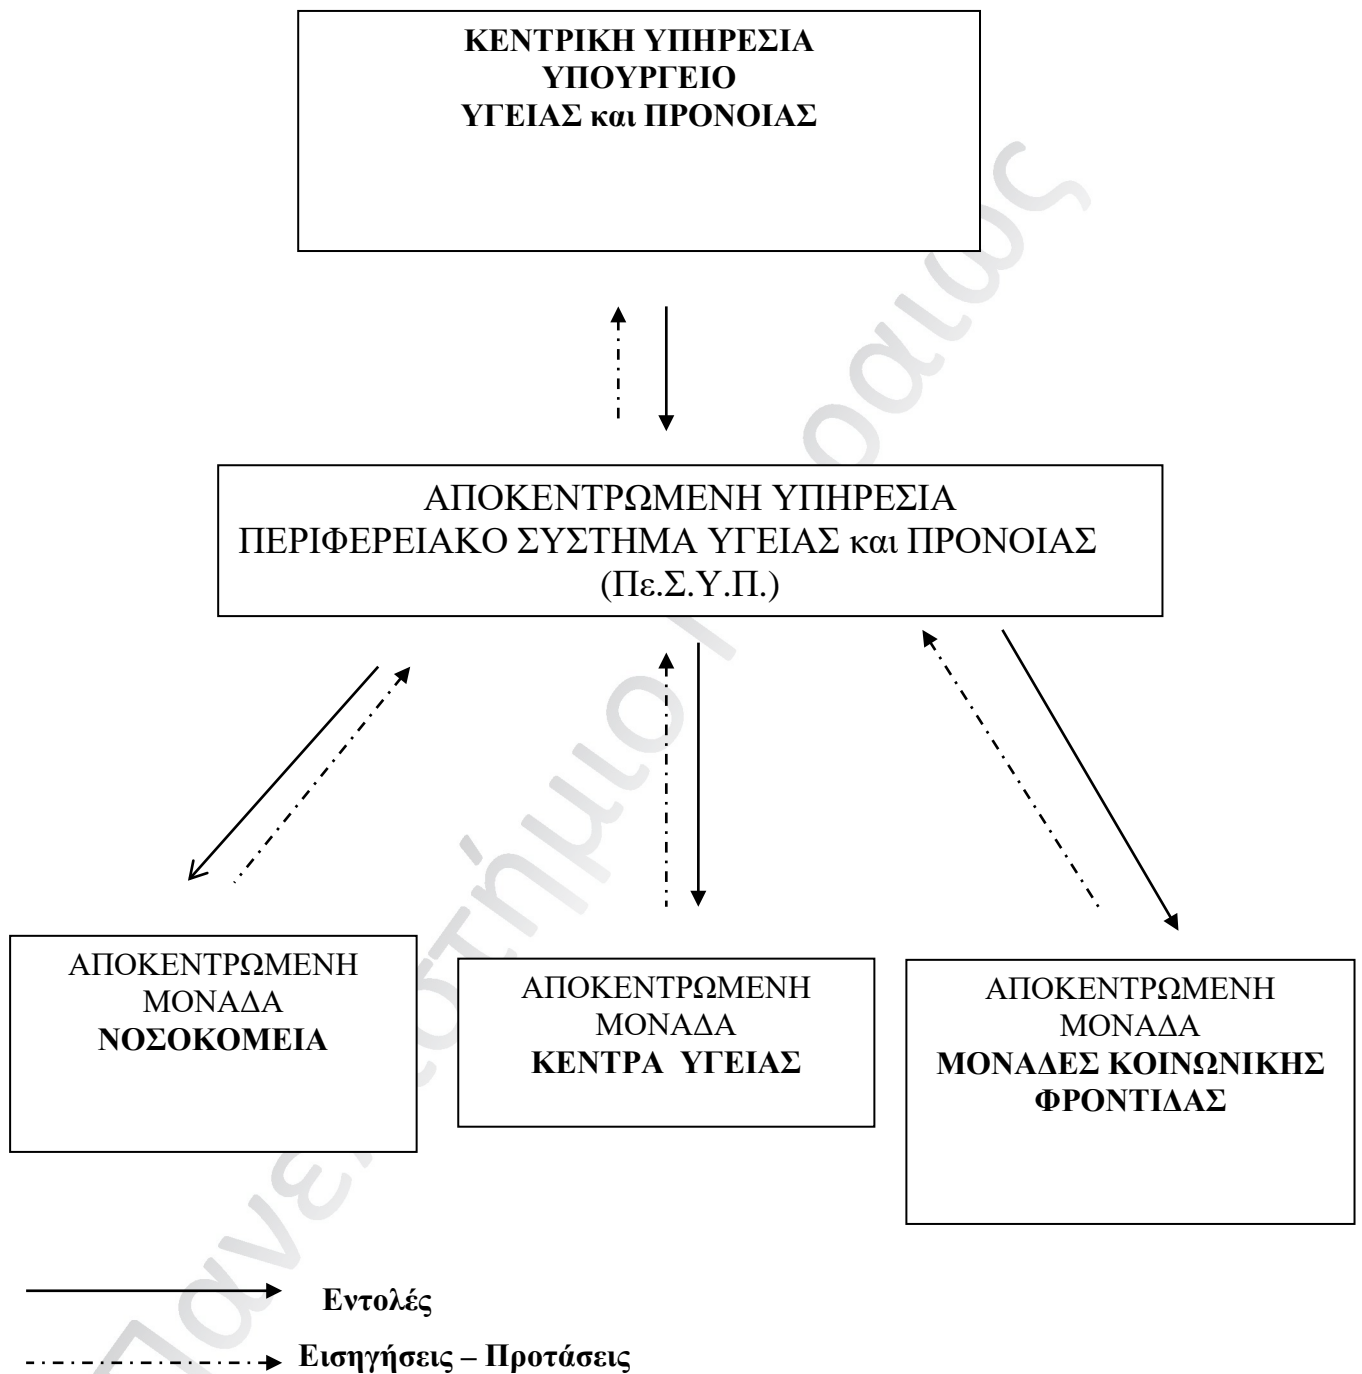 ΚΕΝΤΡΙΚΗ ΥΠΗΡΕΣΙΑ
ΥΠΟΥΡΓΕΙΟ
ΥΓΕΙΑΣ και ΠΡΟΝΟΙΑΣ
ΑΠΟΚΕΝΤΡΩΜΕΝΗ ΥΠΗΡΕΣΙΑ
ΠΕΡΙΦΕΡΕΙΑΚΟ ΣΥΣΤΗΜΑ ΥΓΕΙΑΣ και ΠΡΟΝΟΙΑΣ
(Πε.Σ.Υ.Π.)
ΑΠΟΚΕΝΤΡΩΜΕΝΗ
ΜΟΝΑΔΑ
ΝΟΣΟΚΟΜΕΙΑ
ΑΠΟΚΕΝΤΡΩΜΕΝΗ
ΜΟΝΑΔΑ
ΚΕΝΤΡΑ ΥΓΕΙΑΣ
ΑΠΟΚΕΝΤΡΩΜΕΝΗ
ΜΟΝΑΔΑ
ΜΟΝΑΔΕΣ ΚΟΙΝΩΝΙΚΗΣ
ΦΡΟΝΤΙΔΑΣ
Εντολές
Εισηγήσεις – Προτάσεις